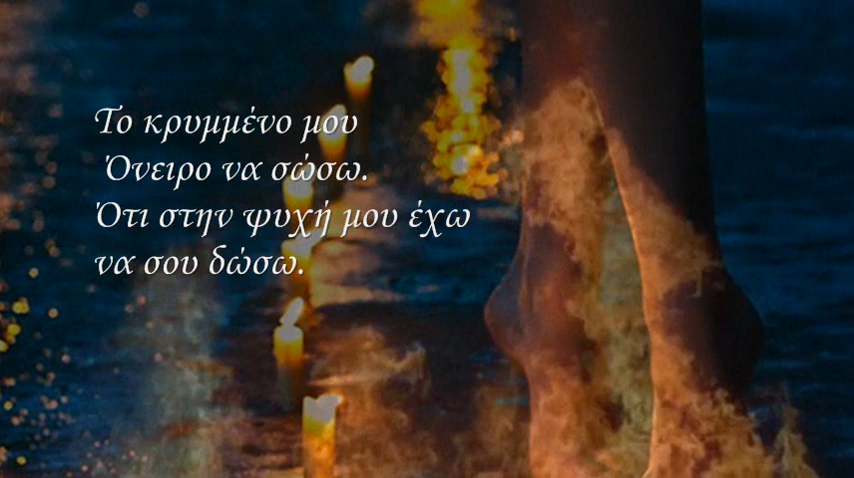 Το κρυμμένο μου
Όνειρο να σώσω.
Ότι στην ψυχή μου έχω
να σου δώσω.